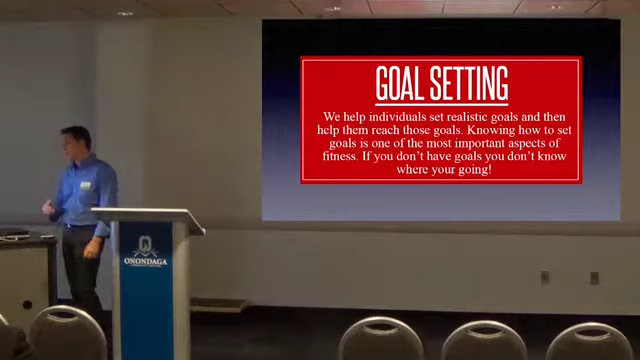 GOAL SETTING
We help individuals set realistic goals and then
help them reach those goals. Knowing how to set
goals is one of the most important aspects of
fitness. If you don't have goals you don't know
where your going!
ONONDAGA